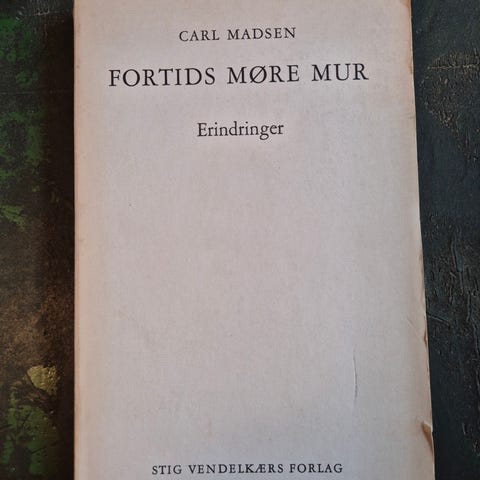 CARL MADSEN
FORTIDS MØRE MUR
Erindringer
STIG VENDELKÆRS FORLAG